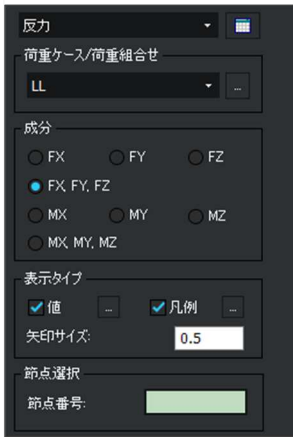 反力
荷重ケース/荷重組合せ
LL
...
成分
FX FY FZ
FX, FY, FZ
MX MY MZ
MX, MY, MZ
表示タイプ
値 ... 凡例 ...
矢印サイズ: 0.5
節点選択
節点番号: